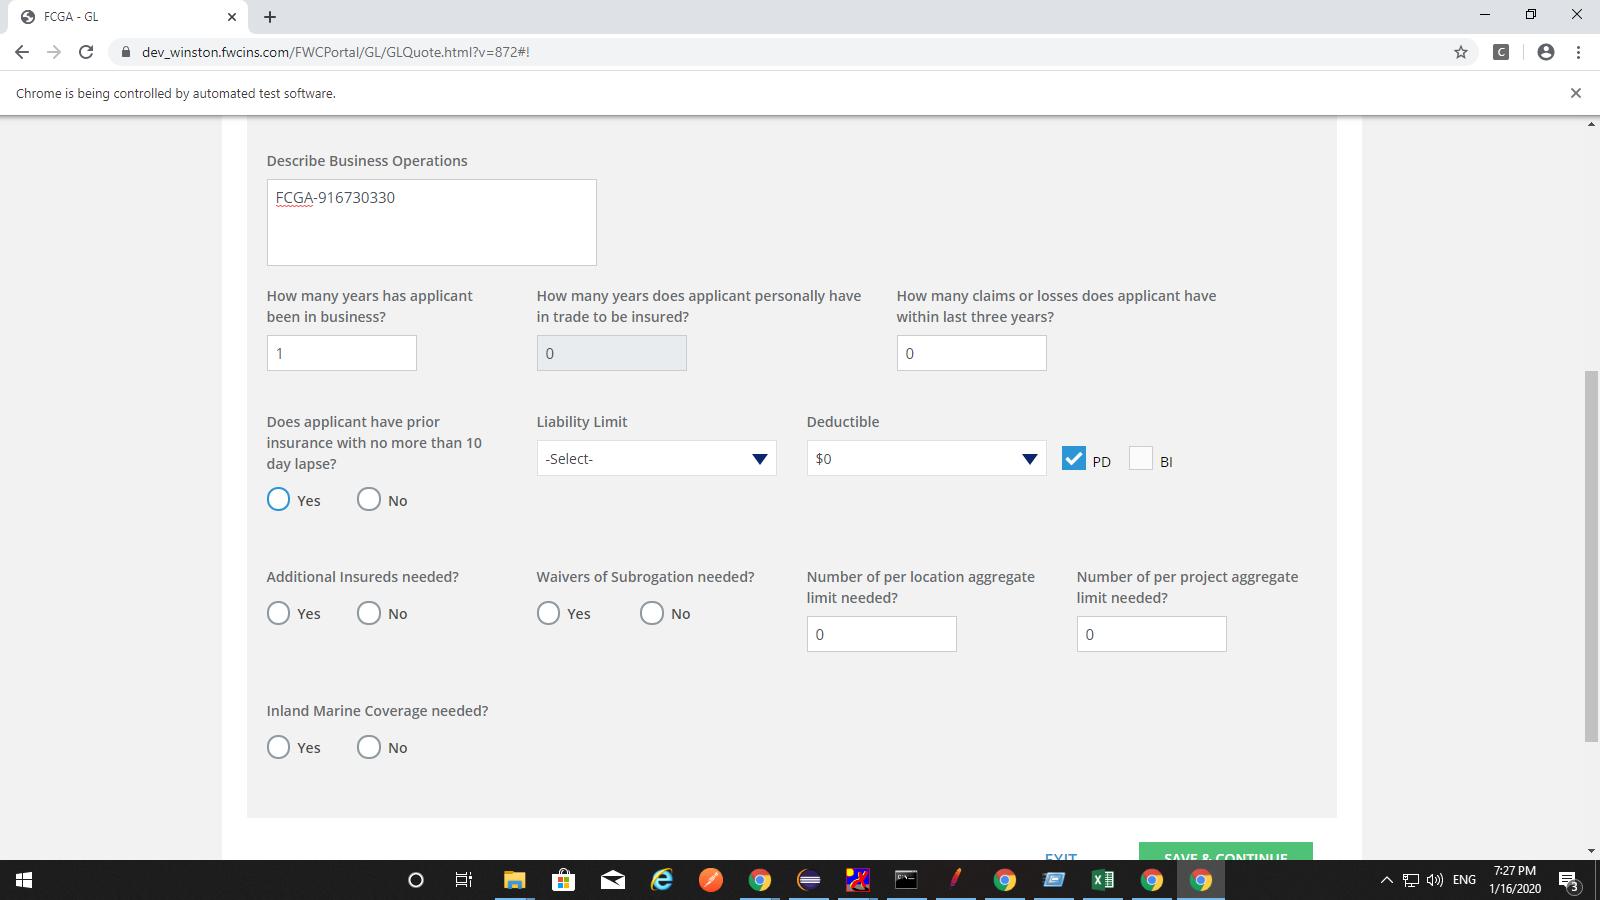 FCGA - GL
dev_winston.fwcins.com/FWCPortal/GL/GLQuote.html?v=872#!
C
Chrome is being controlled by automated test software.
Describe Business Operations
FCGA-916730330
How many years has applicant
been in business?
1
How many years does applicant personally have
in trade to be insured?
0
How many claims or losses does applicant have
within last three years?
0
Does applicant have prior
insurance with no more than 10
day lapse?
Yes No
Liability Limit
-Select-
Deductible
$0
PD BI
Additional Insureds needed?
Yes No
Waivers of Subrogation needed?
Yes No
Number of per location aggregate
limit needed?
0
Number of per project aggregate
limit needed?
0
Inland Marine Coverage needed?
Yes No
EXIT SAVE & CONTINUE
ENG
7:27 PM
1/16/2020
3